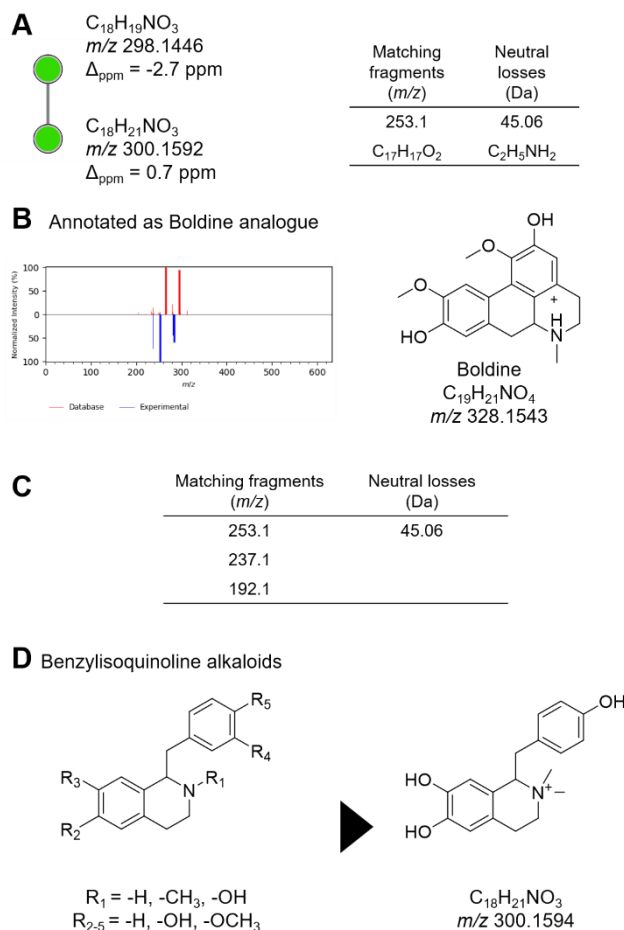 A
C18H19NO3
m/z 298.1446
Δppm = -2.7 ppm
C18H21NO3
m/z 300.1592
Δppm = 0.7 ppm
Matching fragments (m/z) Neutral losses (Da)
253.1 45.06
C17H17O2 C2H5NH2
B Annotated as Boldine analogue
Normalized Intensity (%)
100
50
0
50
100
0 100 200 300 400 500 600
m/z
Database Experimental
OH
O
O
+
H
N
HO
Boldine
C19H21NO4
m/z 328.1543
C
Matching fragments (m/z) Neutral losses (Da)
253.1 45.06
237.1
192.1
D Benzylisoquinoline alkaloids
R5
R4
R3
N
R1
R2
R1 = -H, -CH3, -OH
R2-5 = -H, -OH, -OCH3
OH
HO
N+
HO
C18H21NO3
m/z 300.1594